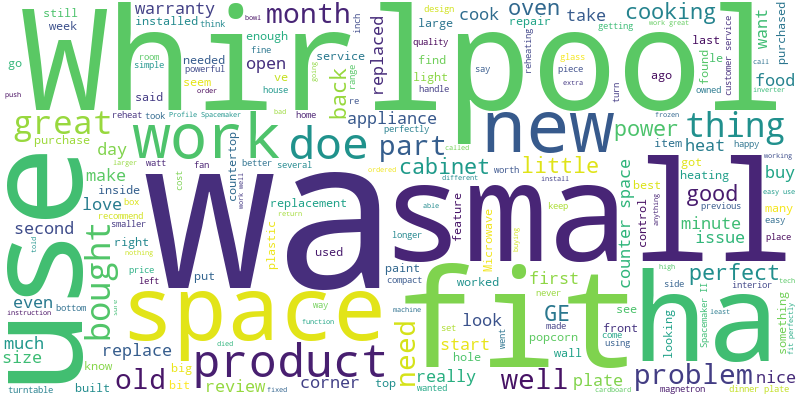 Whirlpool
wa
small
use
fit
ha
new
space
work
product
doe
thing
great
old
problem
well
part
need
back
bought
month
cabinet
little
power
good
perfect
oven
cooking
cook
take
open
replaced
warranty
installed
think
still
week
go
push
said
seem
needed
powerful
order
simple
room
reheat
took
Profile Spacemaker
home
house
bad
going
bowl
fine
enough
large
repair
design
inch
quality
service
ve
range
re
find
light
handle
say
piece
extra
reheating
glass
getting
work great
last
customer service
turn
found
le
ago
owned
food
want
purchased
call
inverter
frozen
appliance
perfectly
called
purchase
day
make
watt
fan
better
several
larger
inside
love
box
recommend
second
smaller
countertop
cost
work well
replacement
return
right
price
left
put
plastic
used
even
bottom
told
nothing
much
size
instruction
turntable
know
built
replace
big
bit
review
died
fixed
corner
some
way
function
paint
compact
longer
look
top
machine
wanted
really
start
set
hole
went
worked
feature
able
Microwave
buying
worth
ordered
different
install
keep
first
never
GE
made
popcorn
wall
plate
come
using
see
front
counter space
control
best
got
heating
heat
item
happy
working
easy use
buy
many
easy
place
previous
anything
minute
issue
high
side
interior
tech
looking
Spacemaker II
least
something
fit perfectly
nice
magnetron
dinner plate
cardboard